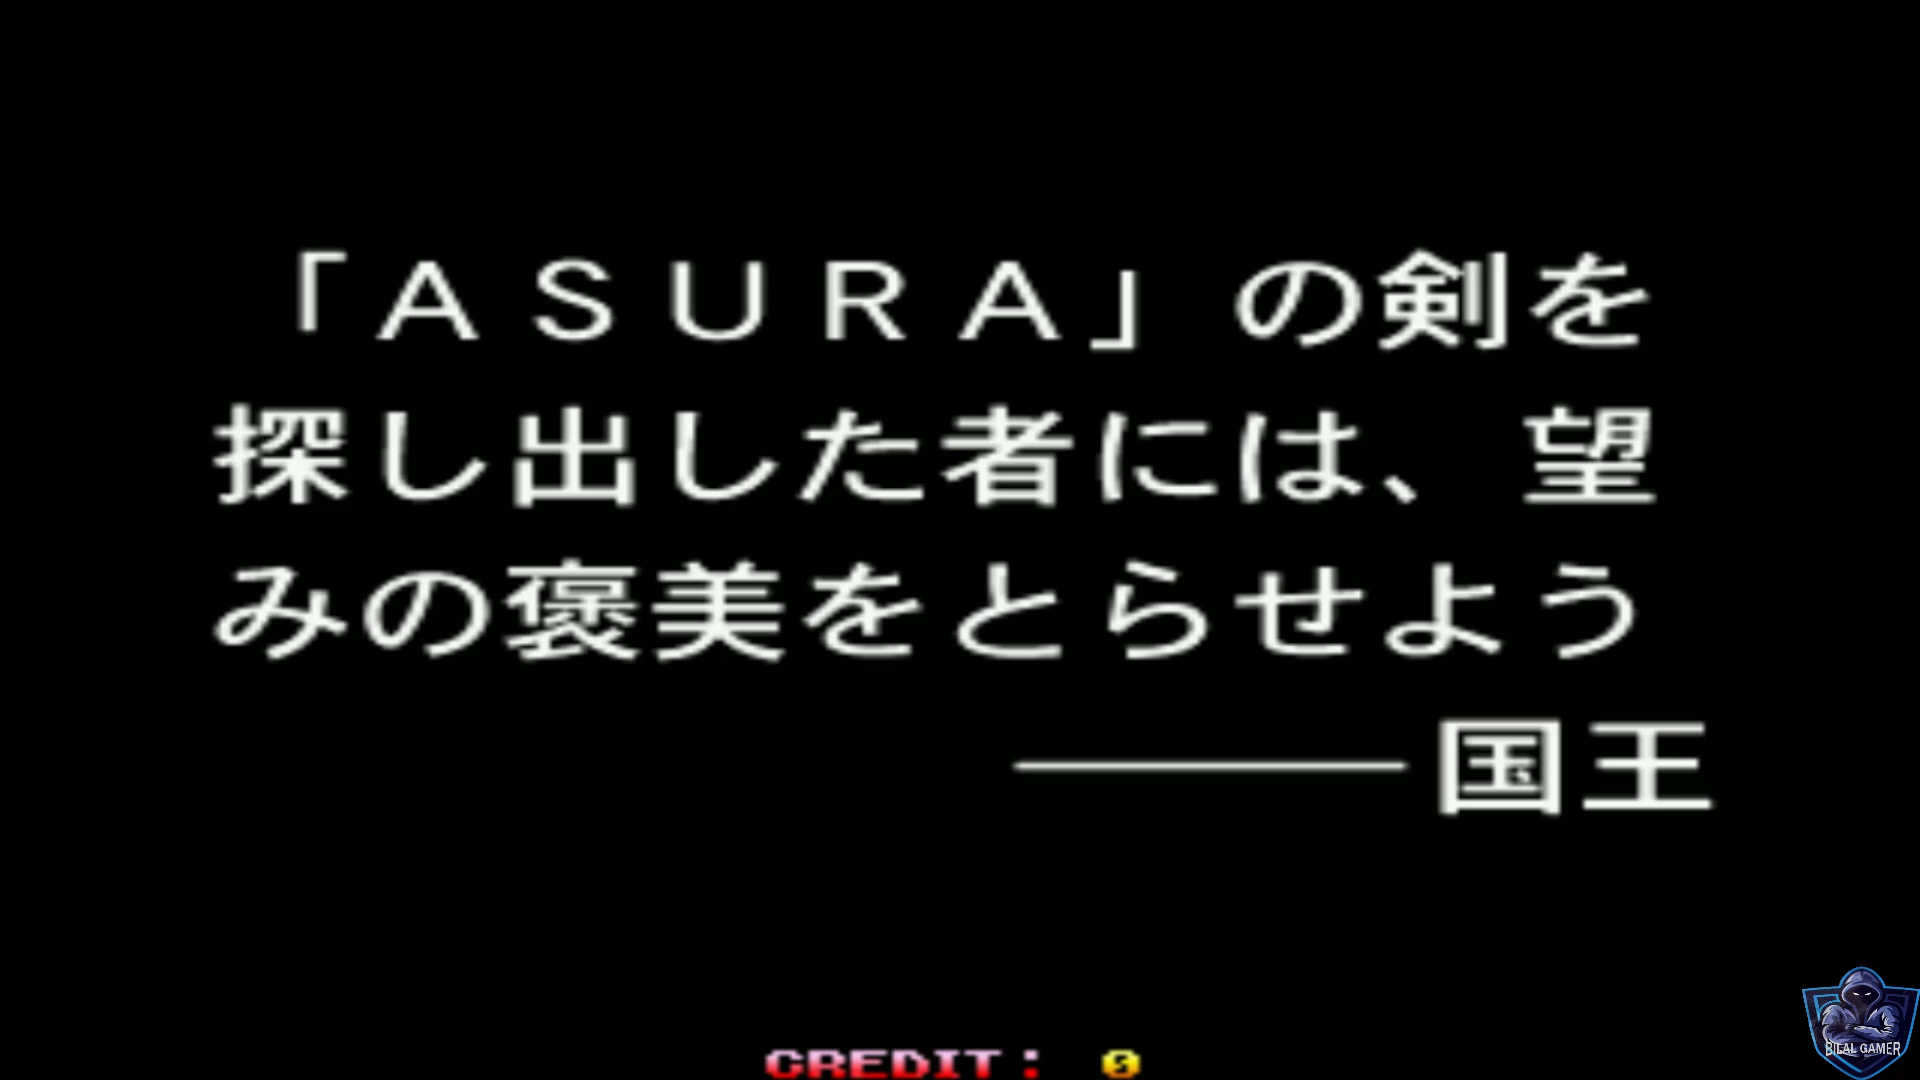 「ＡＳＵＲＡ」の剣を
探し出した者には、望
みの褒美をとらせよう
―――国王
CREDIT: 0
BILAL GAMER